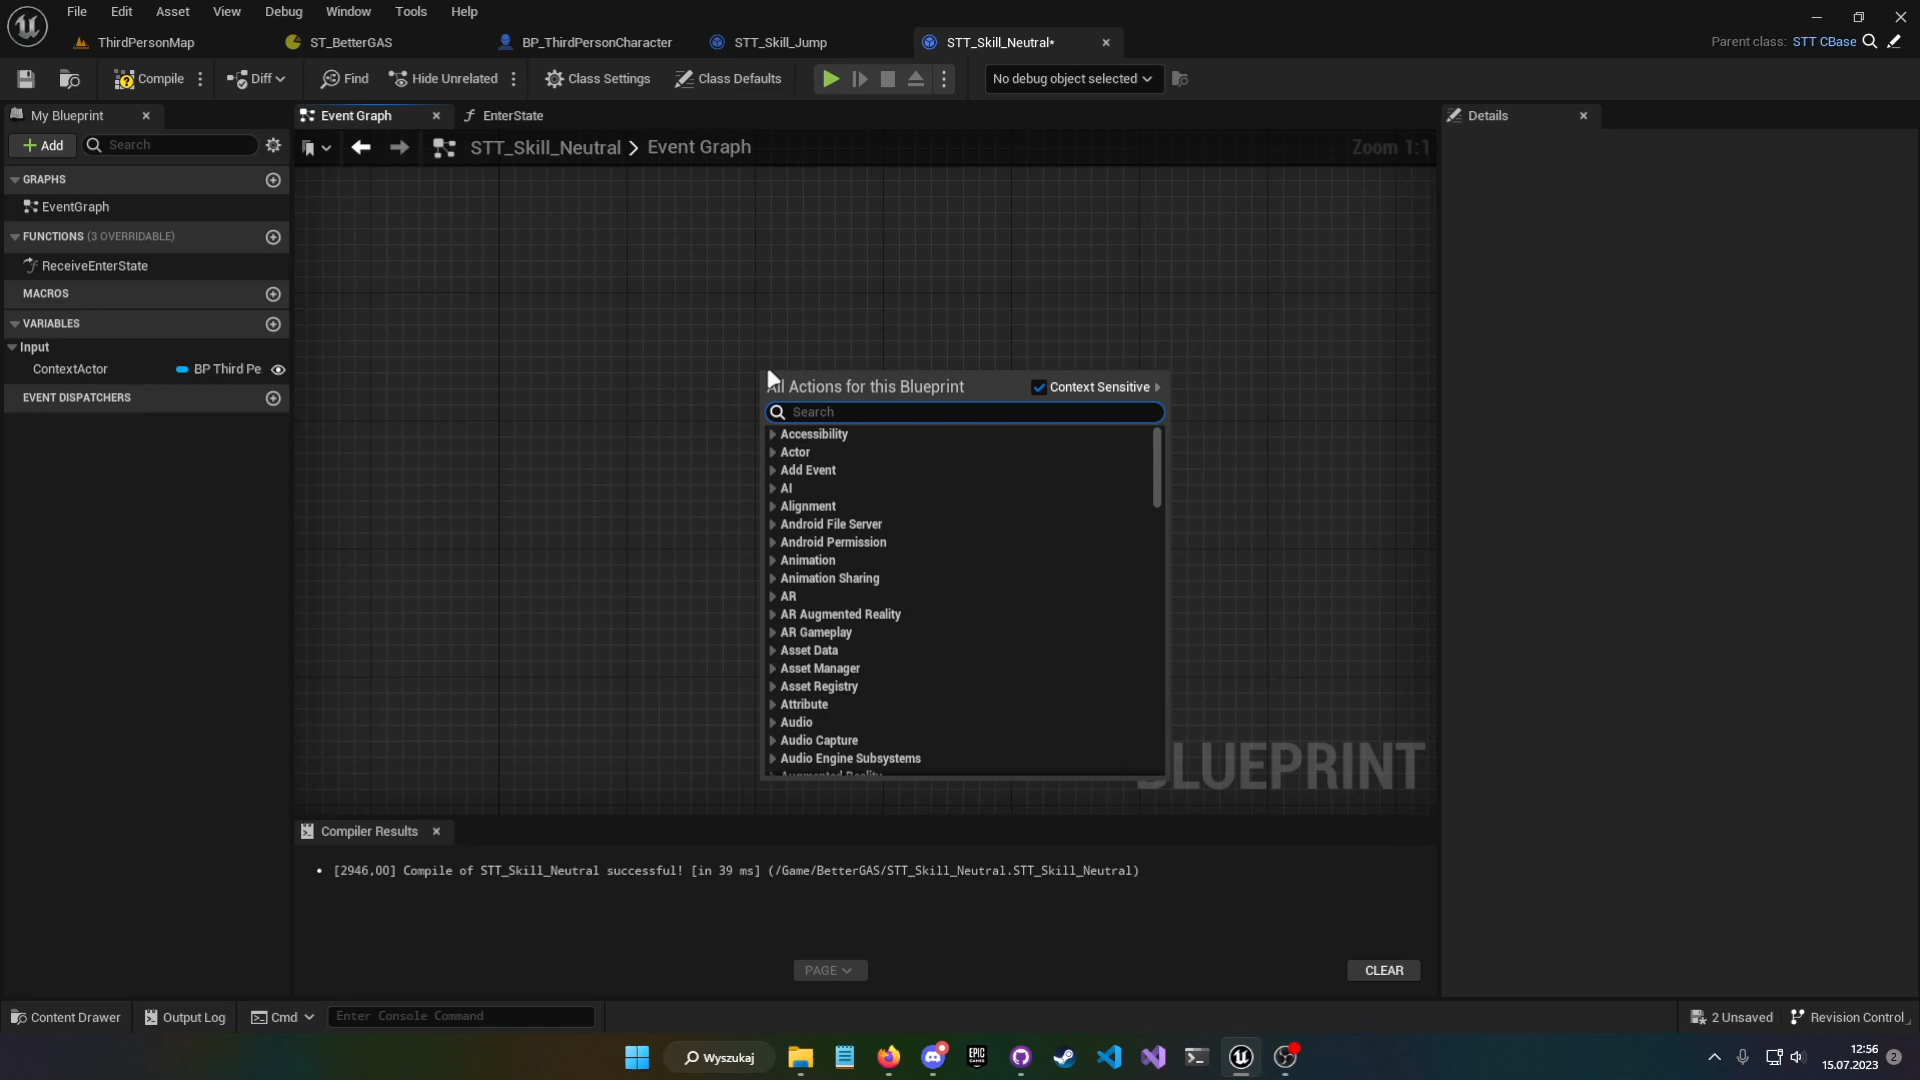 File Edit Asset View Debug Window Tools Help
ThirdPersonMap ST_BetterGAS BP_ThirdPersonCharacter STT_Skill_Jump STT_Skill_Neutral* Parent class: STT CBase
Compile Diff Find Hide Unrelated Class Settings Class Defaults No debug object selected
My Blueprint Event Graph EnterState Details
Add Search STT_Skill_Neutral > Event Graph Zoom 1:1
GRAPHS
EventGraph
FUNCTIONS (3 OVERRIDABLE)
ReceiveEnterState
MACROS
VARIABLES
Input
ContextActor BP Third Pe
EVENT DISPATCHERS
All Actions for this Blueprint Context Sensitive
Search
Accessibility
Actor
Add Event
AI
Alignment
Android File Server
Android Permission
Animation
Animation Sharing
AR
AR Augmented Reality
AR Gameplay
Asset Data
Asset Manager
Asset Registry
Attribute
Audio
Audio Capture
Audio Engine Subsystems
Augmented Reality
BLUEPRINT
Compiler Results
[2946,00] Compile of STT_Skill_Neutral successful! [in 39 ms] (/Game/BetterGAS/STT_Skill_Neutral.STT_Skill_Neutral)
PAGE CLEAR
Content Drawer Output Log Cmd Enter Console Command 2 Unsaved Revision Control
Wyszukaj EPIC GAMES 12:56
15.07.2023 2